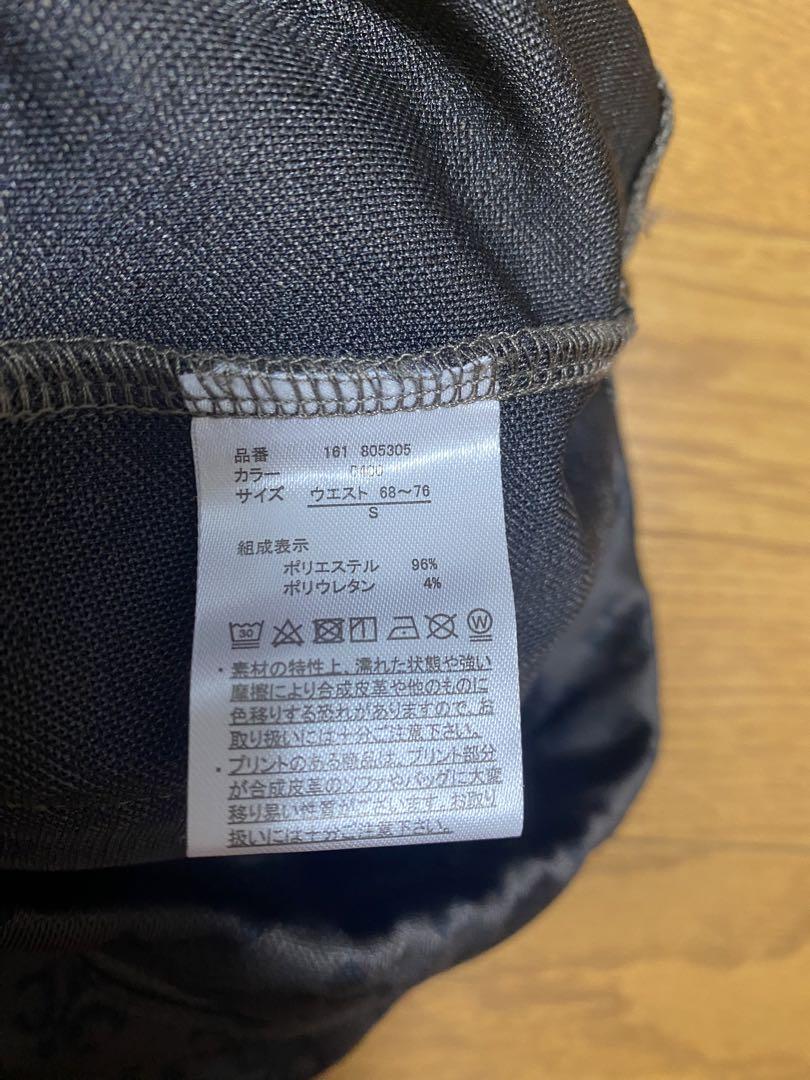 品番 161 805305
カラー
サイズ ウエスト 68～76
S
組成表示
ポリエステル 96%
ポリウレタン 4%
30 W
・素材の特性上、濡れた状態や強い
摩擦により合成皮革や他のものに
色移りする恐れがありますので、お
取り扱いには十分ご注意下さい。
・プリントのある商品は、プリント部分
が合成皮革のソファやバッグに大変
移り易い性質がございます。お取り
扱いには十分ご注意下さい。